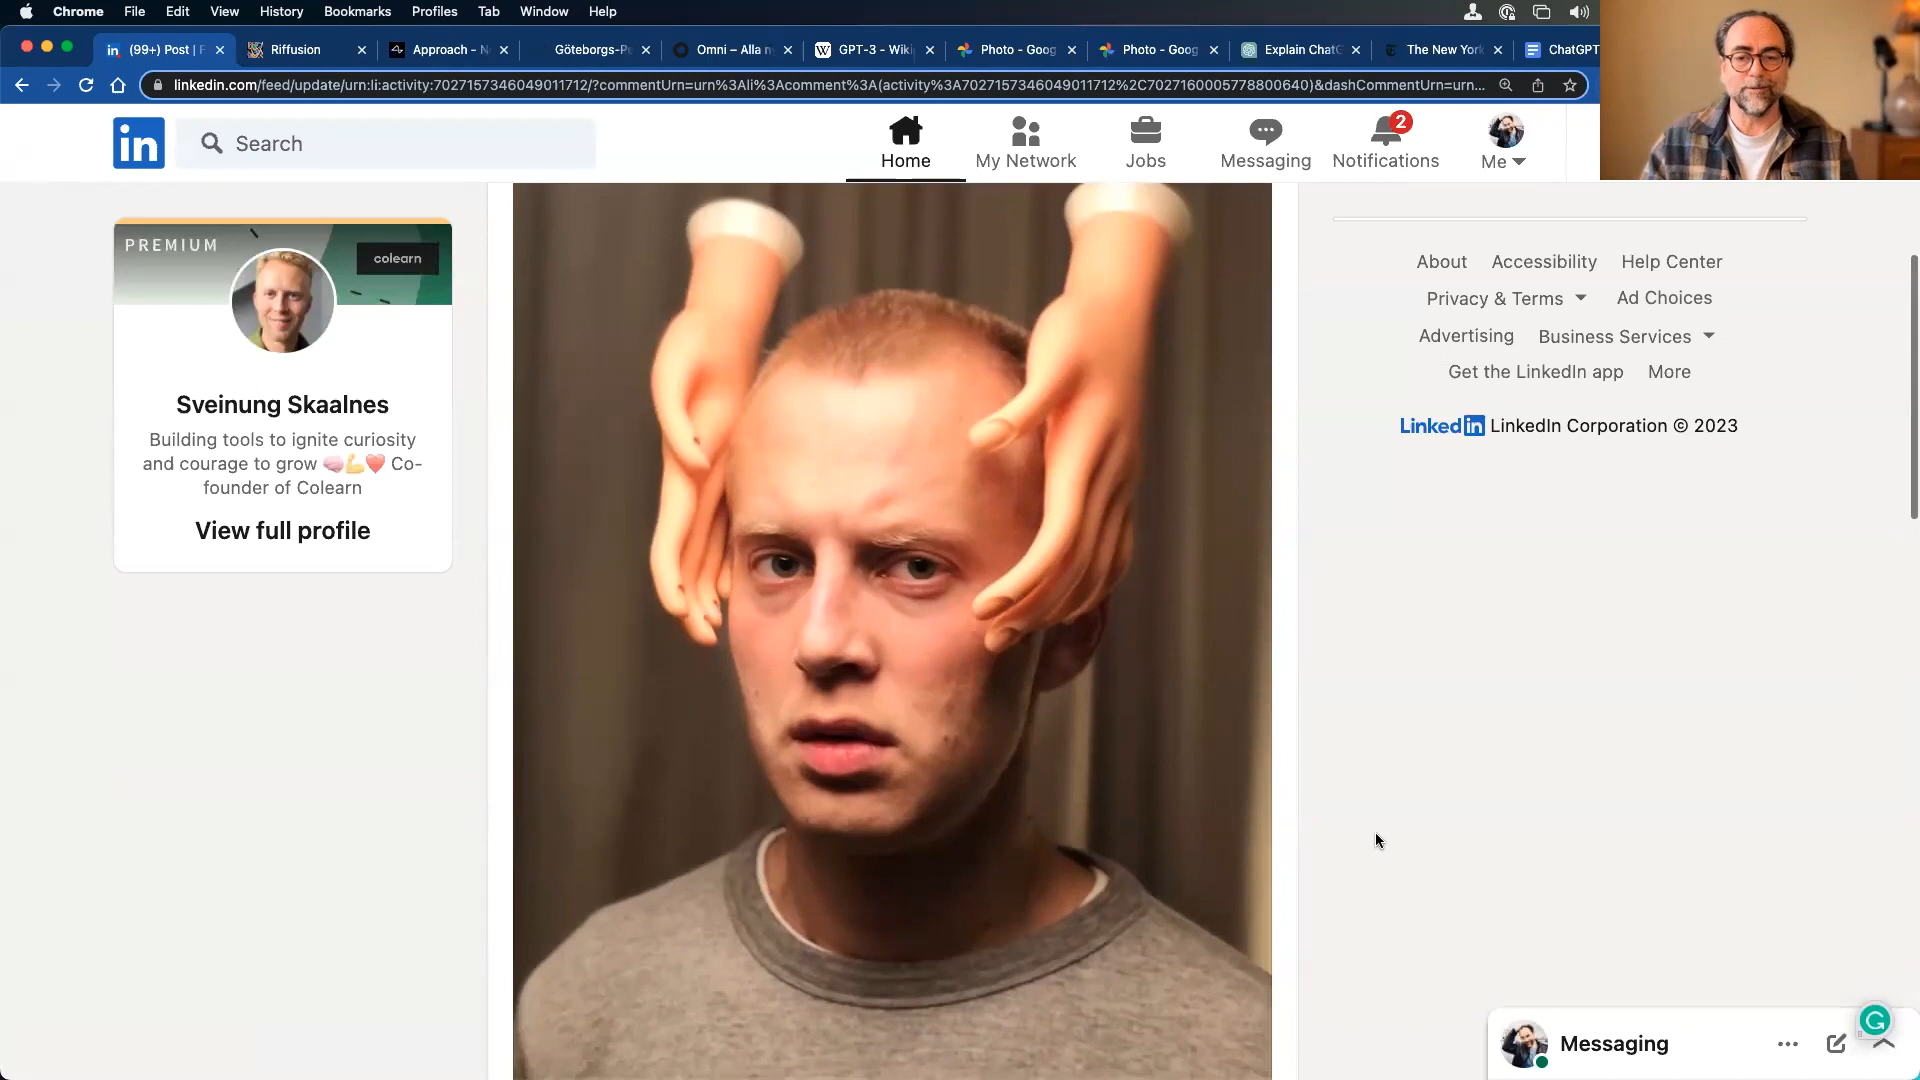 Chrome File Edit View History Bookmarks Profiles Tab Window Help
in (99+) Post | F
Riffusion
Approach - N
Göteborgs-P
Omni – Alla n
W GPT-3 - Wiki
Photo - Goog
Photo - Goog
Explain ChatG
The New York
ChatGPT
linkedin.com/feed/update/urn:li:activity:7027157346049011712/?commentUrn=urn%3Ali%3Acomment%3A(activity%3A7027157346049011712%2C7027160005778800640)&dashCommentUrn=urn...
in
Search
Home
My Network
Jobs
Messaging
2
Notifications
Me
PREMIUM
colearn
Sveinung Skaalnes
Building tools to ignite curiosity
and courage to grow 🧠💪❤️ Co-
founder of Colearn
View full profile
About Accessibility Help Center
Privacy & Terms Ad Choices
Advertising Business Services
Get the LinkedIn app More
Linkedin LinkedIn Corporation © 2023
Messaging